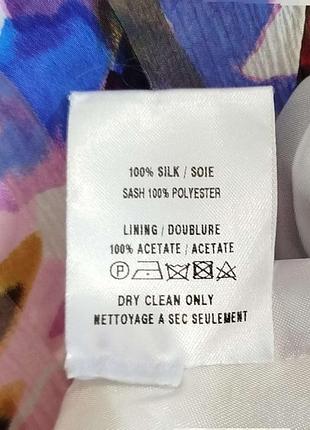 100% SILK / SOIE
SASH 100% POLYESTER
LINING / DOUBLURE
100% ACETATE / ACETATE
P
DRY CLEAN ONLY
NETTOYAGE A SEC SEULEMENT